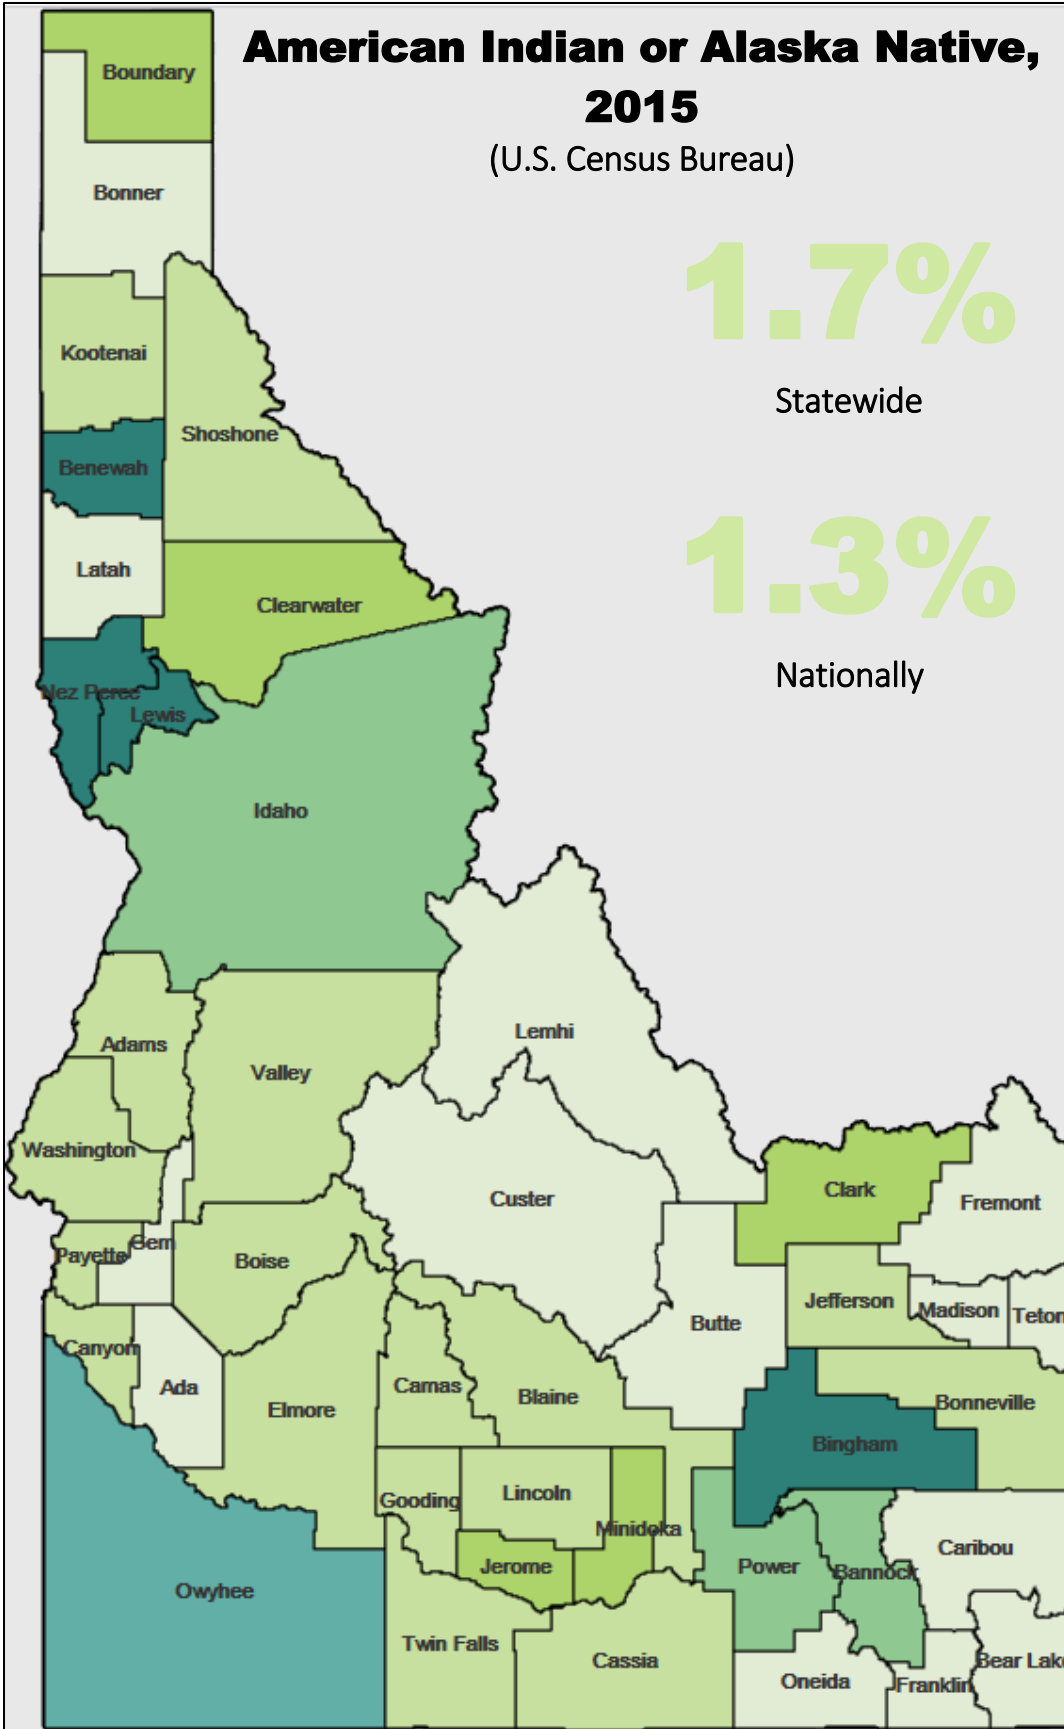 American Indian or Alaska Native,
2015
(U.S. Census Bureau)
1.7%
Statewide
1.3%
Nationally
Boundary
Bonner
Kootenai
Shoshone
Benewah
Latah
Clearwater
Nez Perce
Lewis
Idaho
Lemhi
Adams
Valley
Washington
Custer
Clark
Fremont
Payette
Gem
Boise
Jefferson
Madison
Teton
Butte
Canyon
Ada
Camas
Blaine
Elmore
Bonneville
Bingham
Gooding
Lincoln
Minidoka
Jerome
Power
Bannock
Caribou
Owyhee
Twin Falls
Cassia
Oneida
Franklin
Bear Lake